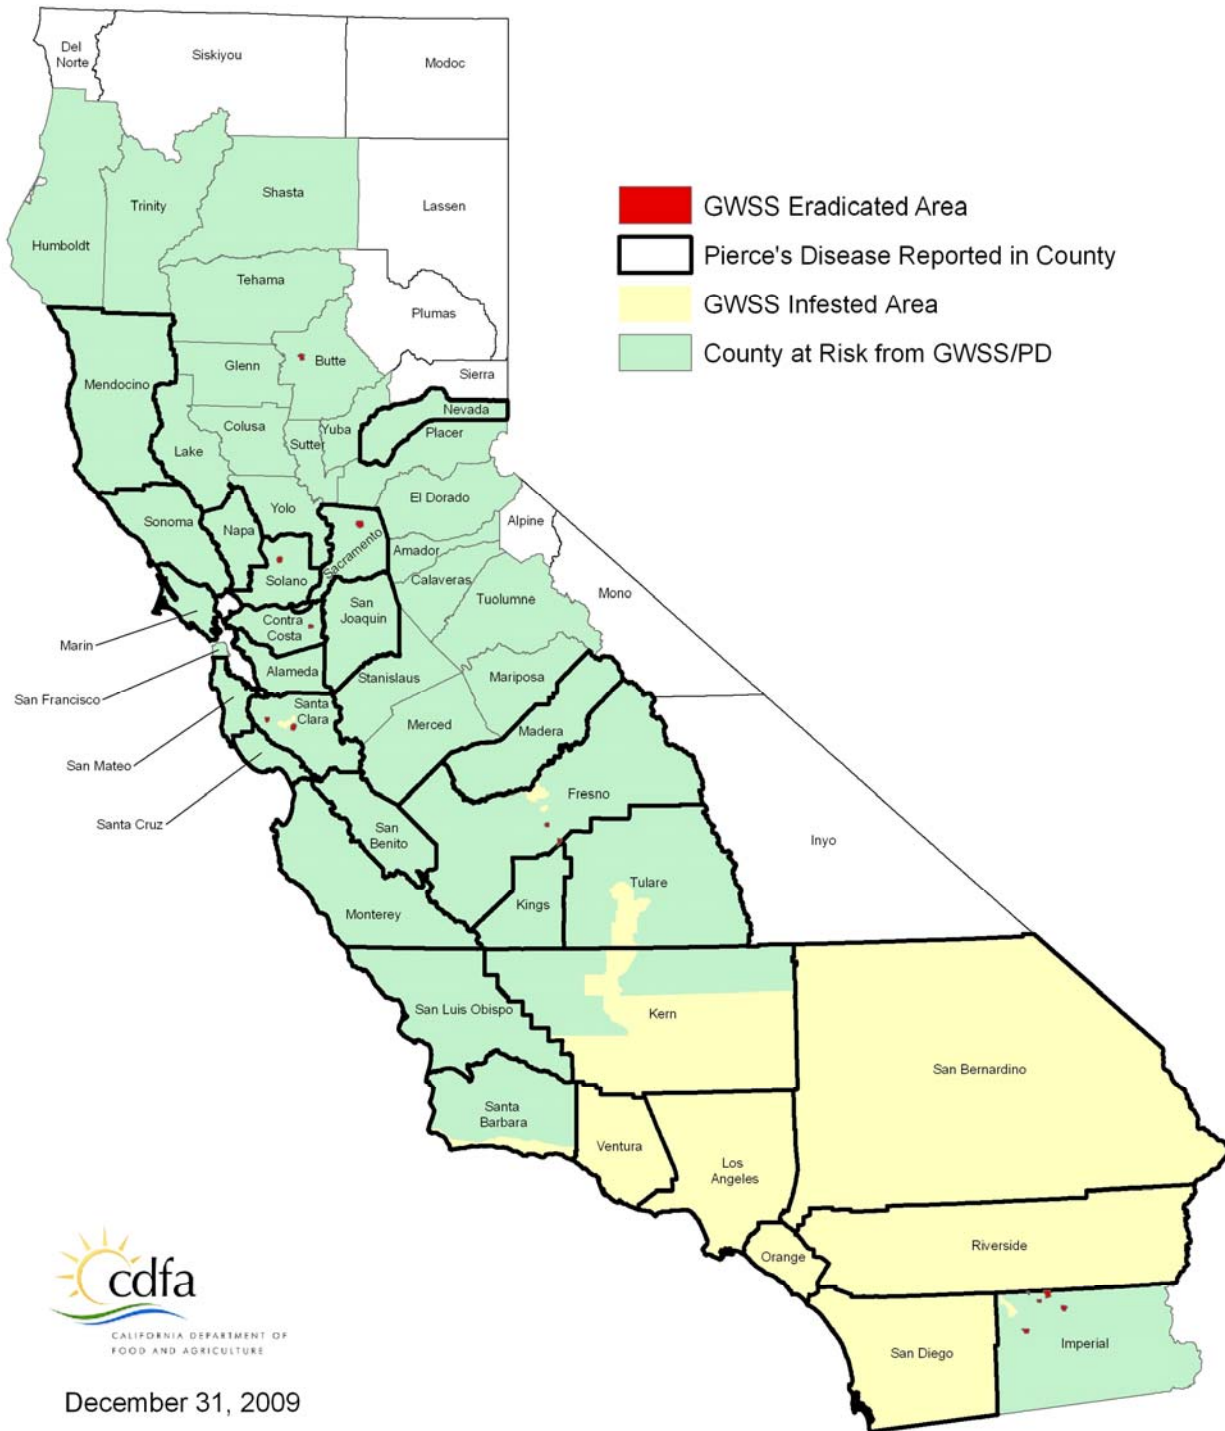 Del
Norte
Siskiyou
Modoc
Shasta
Trinity
Lassen
Humboldt
Tehama
Plumas
Butte
Glenn
Sierra
Mendocino
Nevada
Colusa
Yuba
Placer
Sutter
Lake
El Dorado
Yolo
Sonoma
Napa
Alpine
Sacramento
Amador
Solano
Calaveras
Mono
Tuolumne
San
Joaquin
Contra
Costa
Marin
Alameda
Stanislaus
Mariposa
San Francisco
Santa
Clara
Merced
Madera
San Mateo
Fresno
Santa Cruz
San
Benito
Inyo
Tulare
Kings
Monterey
San Luis Obispo
Kern
San Bernardino
Santa
Barbara
Ventura
Los
Angeles
Orange
Riverside
San Diego
Imperial
GWSS Eradicated Area
Pierce's Disease Reported in County
GWSS Infested Area
County at Risk from GWSS/PD
cdfa
CALIFORNIA DEPARTMENT OF
FOOD AND AGRICULTURE
December 31, 2009